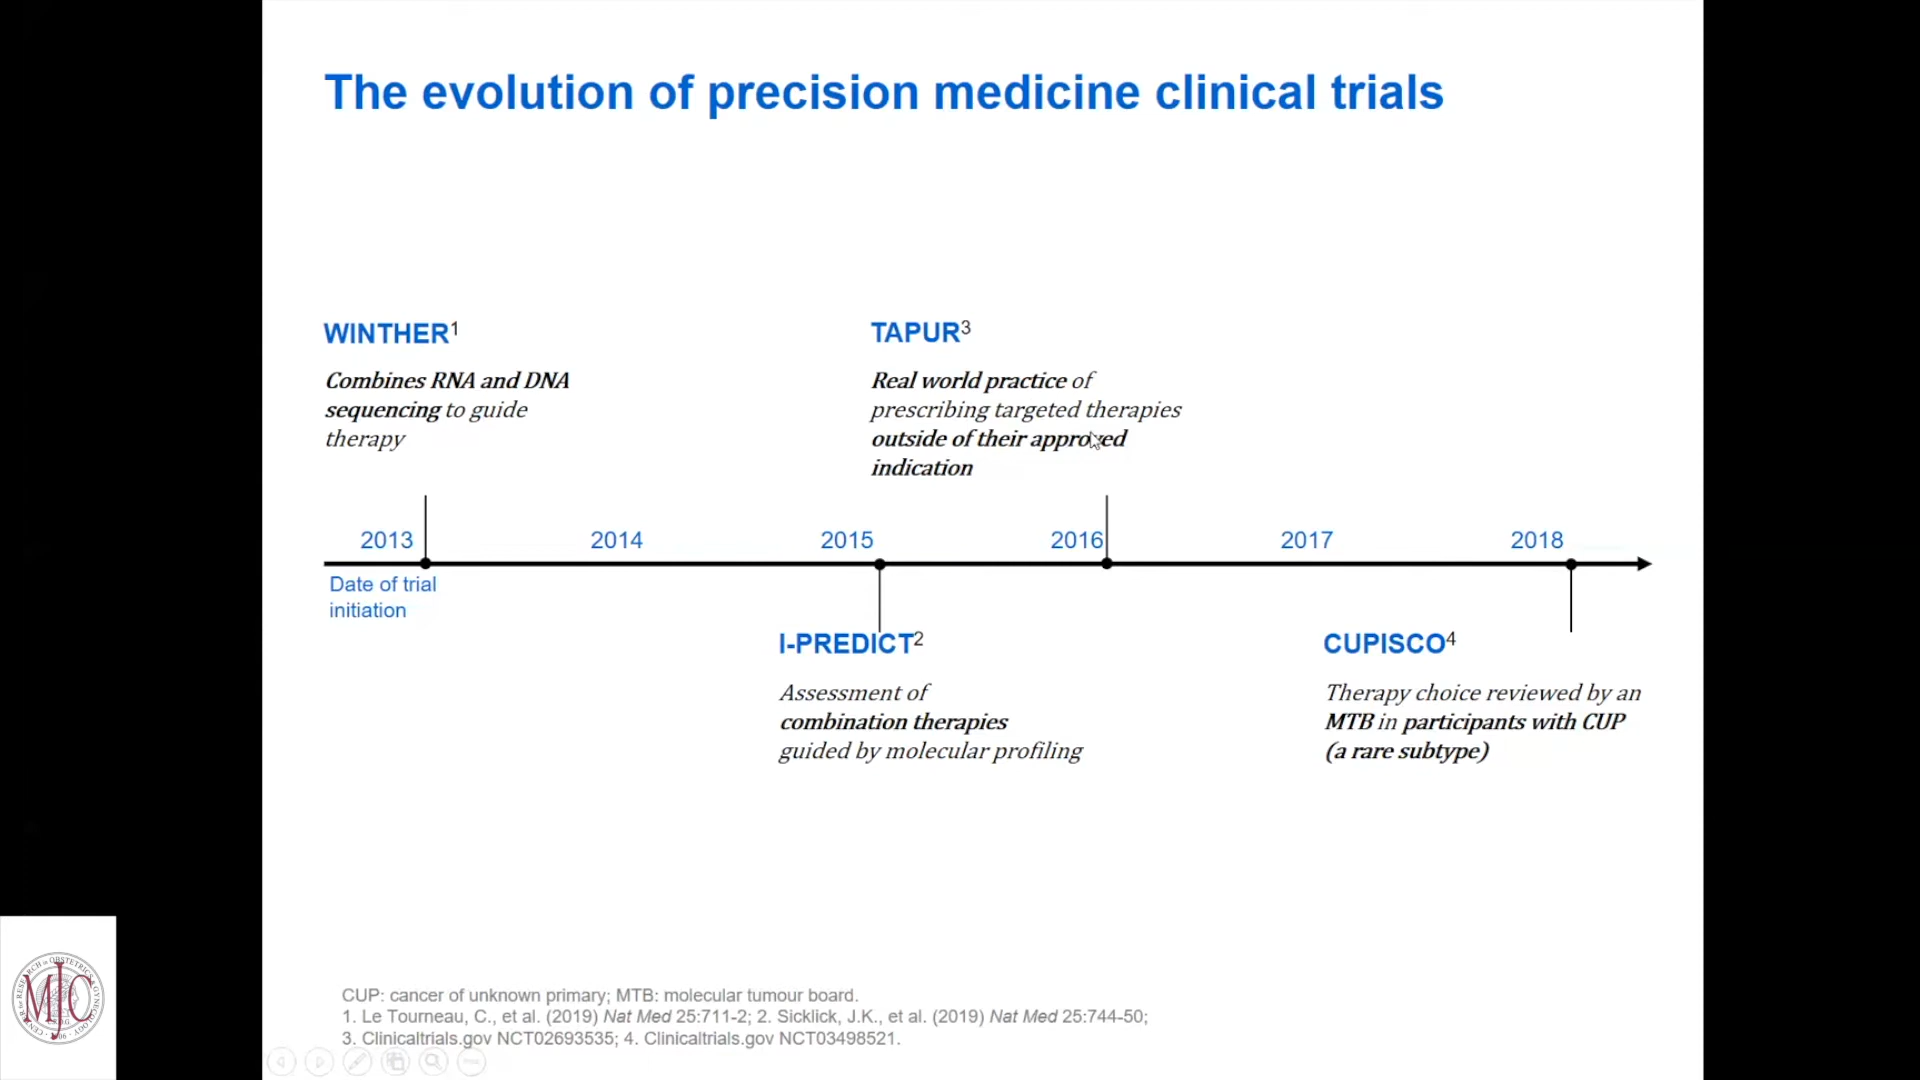 The evolution of precision medicine clinical trials
WINTHER¹
Combines RNA and DNA
sequencing to guide
therapy
TAPUR³
Real world practice of
prescribing targeted therapies
outside of their approved
indication
2013 2014 2015 2016 2017 2018
Date of trial
initiation
I-PREDICT²
Assessment of
combination therapies
guided by molecular profiling
CUPISCO⁴
Therapy choice reviewed by an
MTB in participants with CUP
(a rare subtype)
CUP: cancer of unknown primary; MTB: molecular tumour board.
1. Le Tourneau, C., et al. (2019) Nat Med 25:711-2; 2. Sicklick, J.K., et al. (2019) Nat Med 25:744-50;
3. Clinicaltrials.gov NCT02693535; 4. Clinicaltrials.gov NCT03498521.
MJC